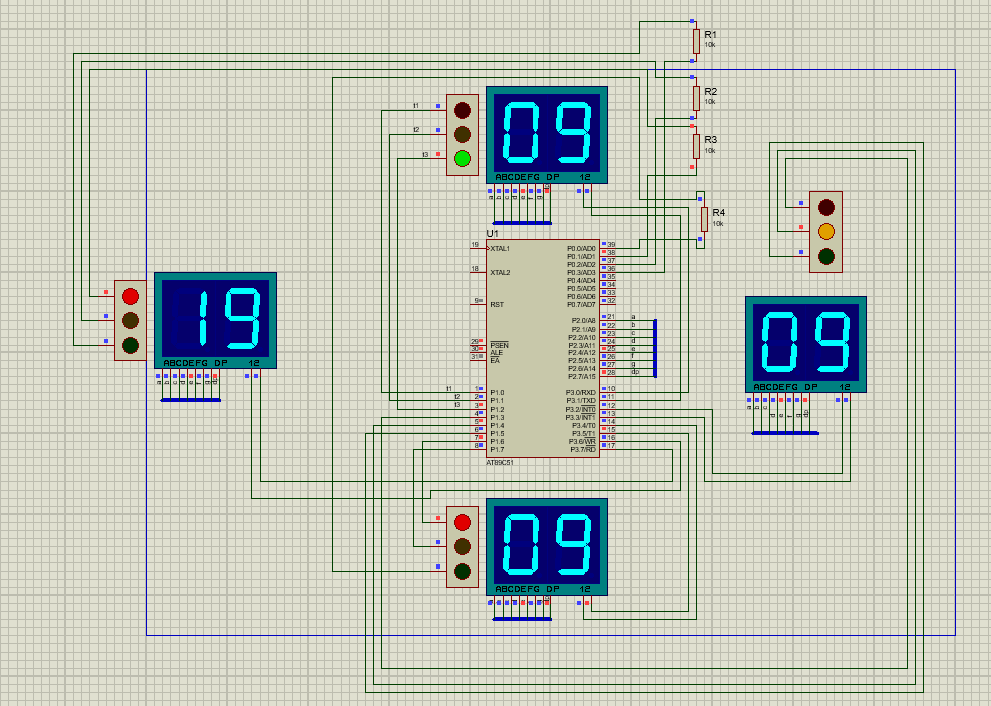 R1
10k
R2
10k
R3
10k
R4
10k
t1
t2
t3
09
ABCDEFG DP 12
a
b
c
d
e
f
g
19
ABCDEFG DP 12
a
b
c
d
e
f
g
dp
U1
19 XTAL1
18 XTAL2
9 RST
29 PSEN
30 ALE
31 EA
t1 1 P1.0
t2 2 P1.1
t3 3 P1.2
4 P1.3
5 P1.4
6 P1.5
7 P1.6
8 P1.7
P0.0/AD0 39
P0.1/AD1 38
P0.2/AD2 37
P0.3/AD3 36
P0.4/AD4 35
P0.5/AD5 34
P0.6/AD6 33
P0.7/AD7 32
P2.0/A8 21 a
P2.1/A9 22 b
P2.2/A10 23 c
P2.3/A11 24 d
P2.4/A12 25 e
P2.5/A13 26 f
P2.6/A14 27 g
P2.7/A15 28 dp
P3.0/RXD 10
P3.1/TXD 11
P3.2/INT0 12
P3.3/INT1 13
P3.4/T0 14
P3.5/T1 15
P3.6/WR 16
P3.7/RD 17
AT89C51
09
ABCDEFG DP 12
a
b
c
d
e
f
g
dp
09
ABCDEFG DP 12